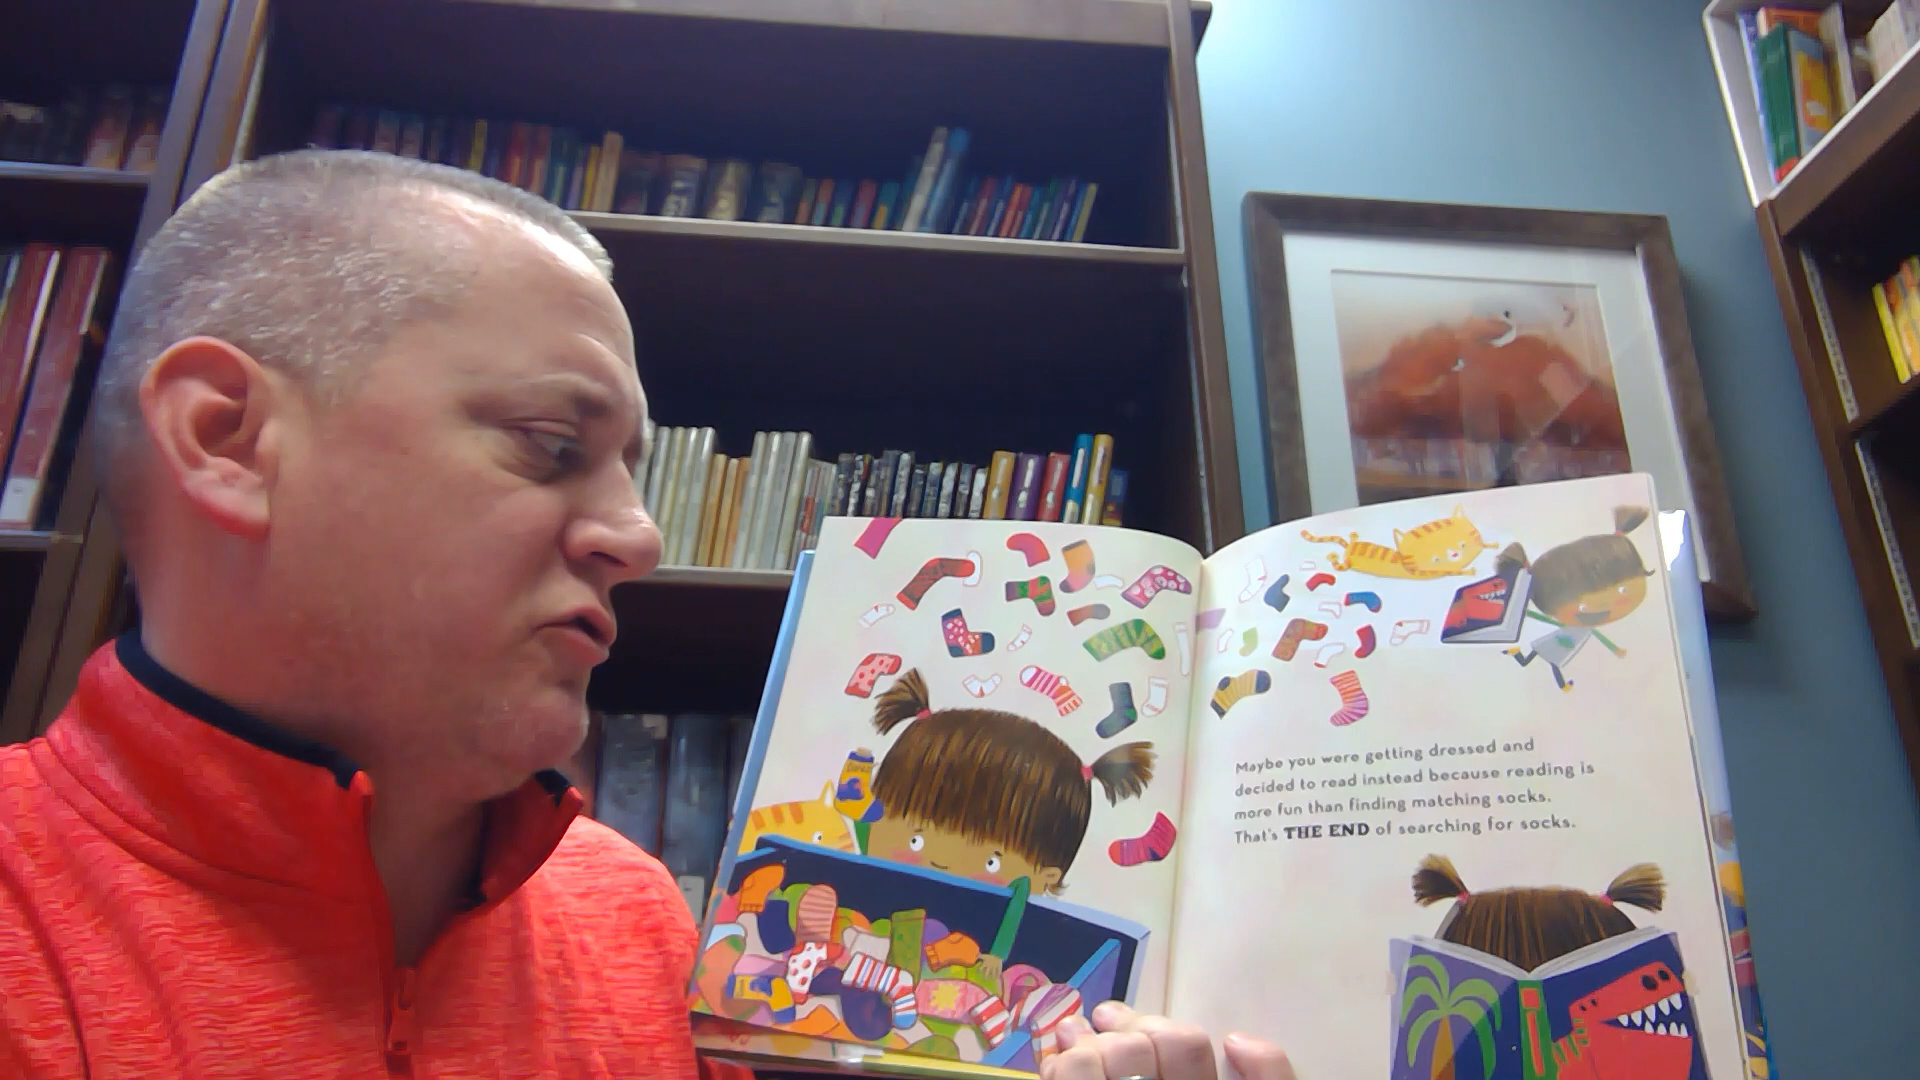 Maybe you were getting dressed and
decided to read instead because reading is
more fun than finding matching socks.
That's THE END of searching for socks.